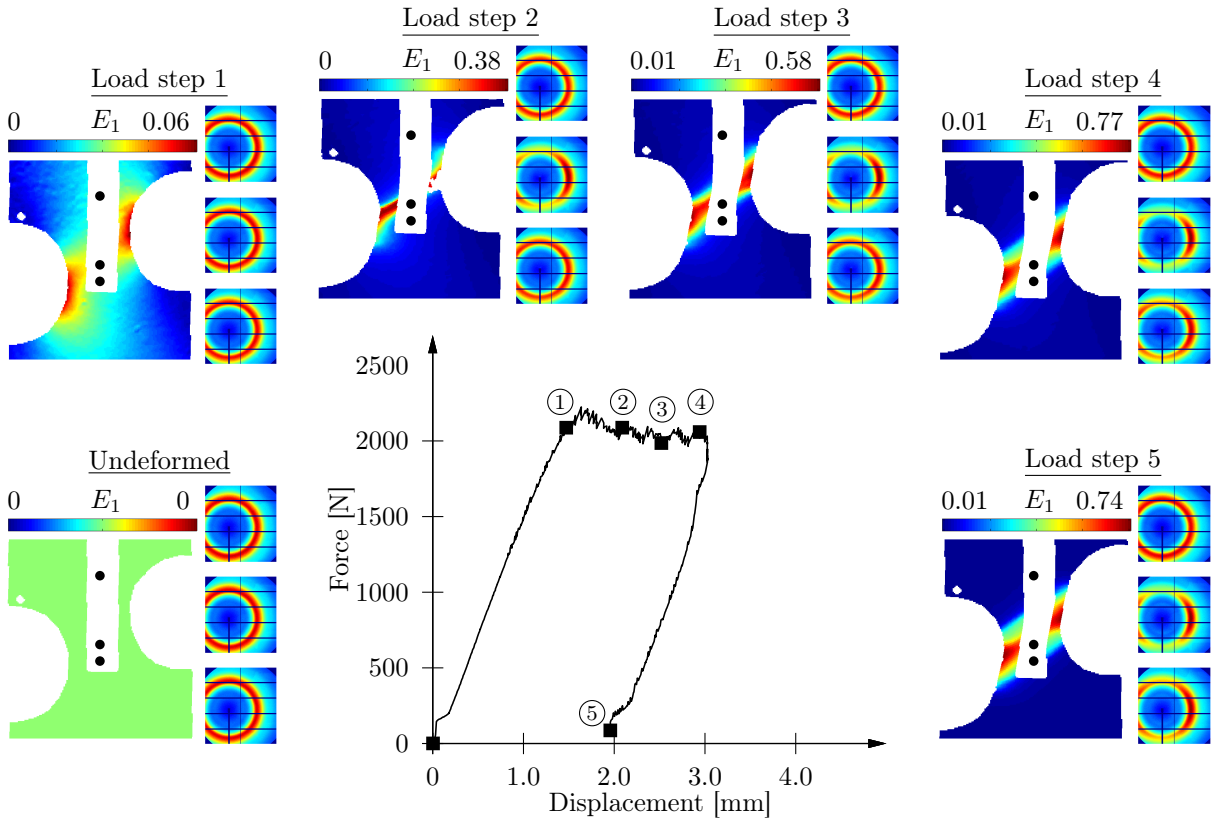 Load step 2
0 E₁ 0.38
Load step 3
0.01 E₁ 0.58
Load step 1
0 E₁ 0.06
Load step 4
0.01 E₁ 0.77
Undeformed
0 E₁ 0
Load step 5
0.01 E₁ 0.74
Force [N]
2500
2000
1500
1000
500
0
1
2
3
4
5
0 1.0 2.0 3.0 4.0
Displacement [mm]